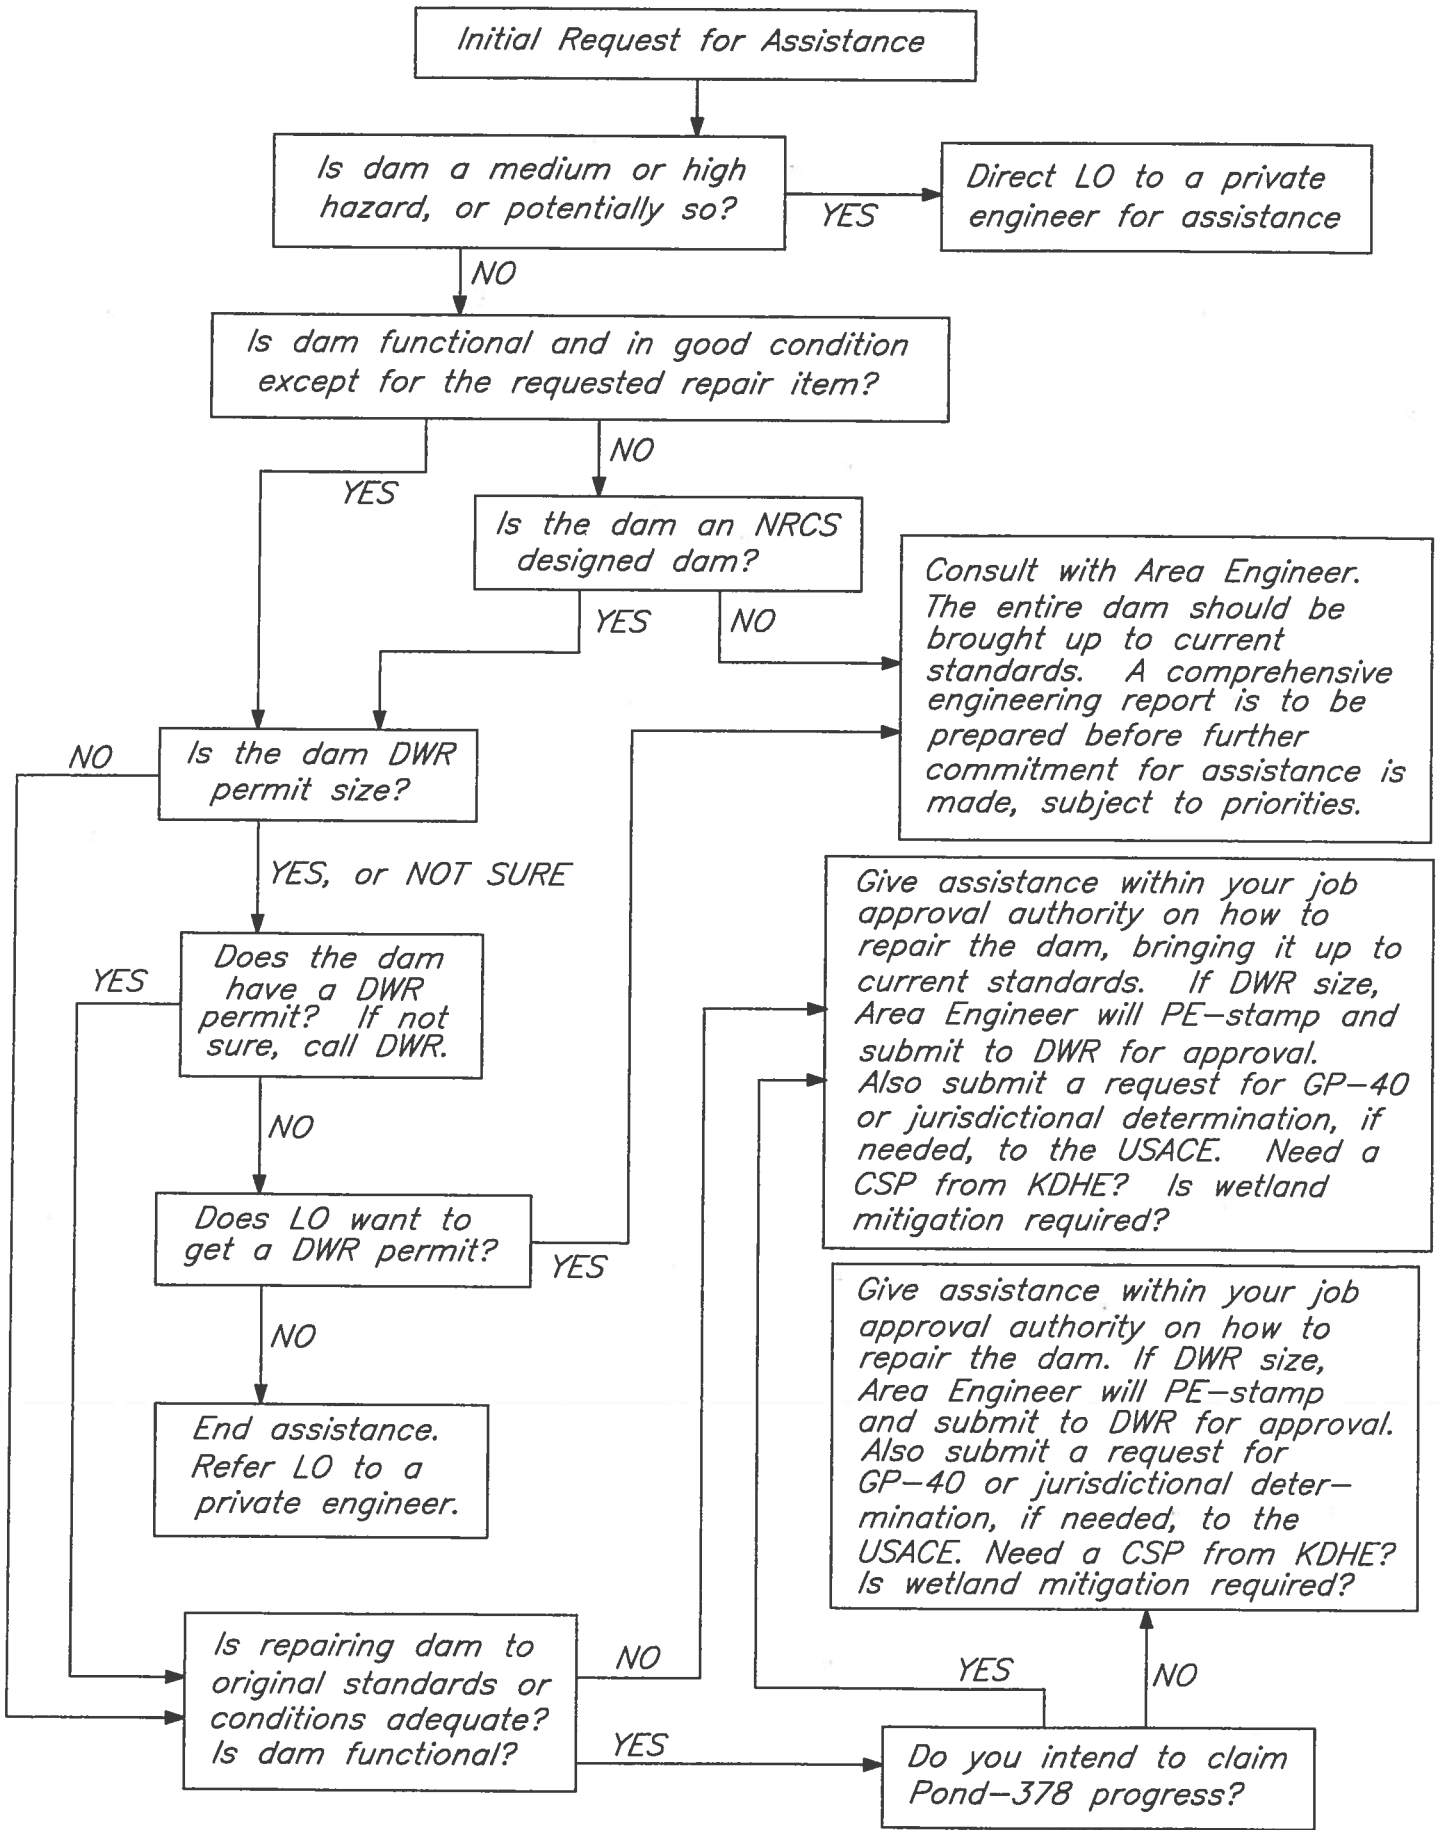 Initial Request for Assistance
Is dam a medium or high
hazard, or potentially so?
YES
Direct LO to a private
engineer for assistance
NO
Is dam functional and in good condition
except for the requested repair item?
YES
NO
Is the dam an NRCS
designed dam?
YES
NO
Consult with Area Engineer.
The entire dam should be
brought up to current
standards. A comprehensive
engineering report is to be
prepared before further
commitment for assistance is
made, subject to priorities.
NO
Is the dam DWR
permit size?
YES, or NOT SURE
YES
Does the dam
have a DWR
permit? If not
sure, call DWR.
NO
Does LO want to
get a DWR permit?
YES
NO
End assistance.
Refer LO to a
private engineer.
Give assistance within your job
approval authority on how to
repair the dam, bringing it up to
current standards. If DWR size,
Area Engineer will PE-stamp and
submit to DWR for approval.
Also submit a request for GP-40
or jurisdictional determination, if
needed, to the USACE. Need a
CSP from KDHE? Is wetland
mitigation required?
Give assistance within your job
approval authority on how to
repair the dam. If DWR size,
Area Engineer will PE-stamp
and submit to DWR for approval.
Also submit a request for
GP-40 or jurisdictional deter-
mination, if needed, to the
USACE. Need a CSP from KDHE?
Is wetland mitigation required?
Is repairing dam to
original standards or
conditions adequate?
Is dam functional?
NO
YES
YES
NO
Do you intend to claim
Pond-378 progress?